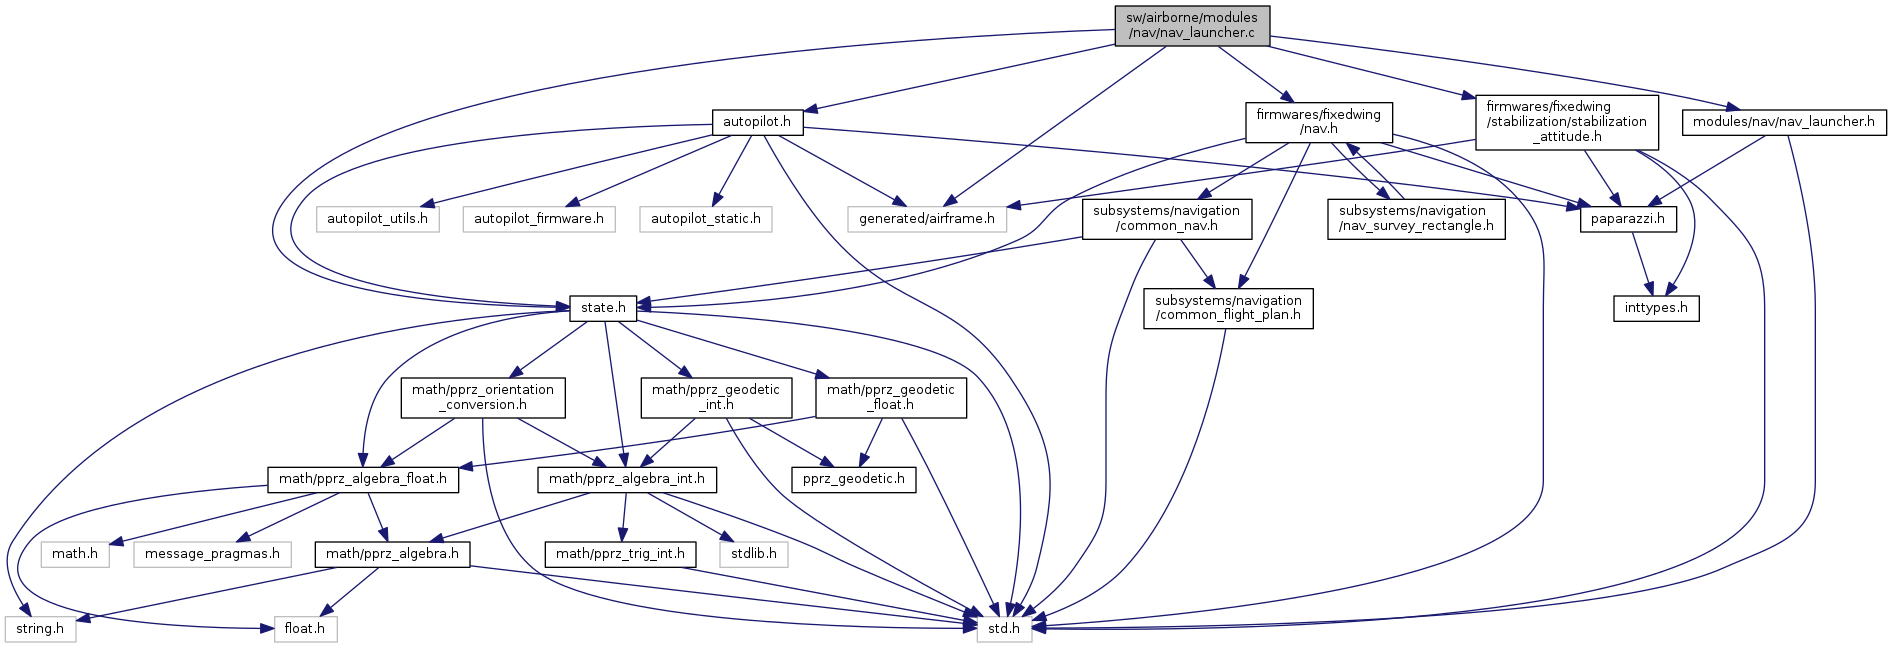 sw/airborne/modules
/nav/nav_launcher.c
autopilot.h
firmwares/fixedwing
/nav.h
firmwares/fixedwing
/stabilization/stabilization
_attitude.h
modules/nav/nav_launcher.h
autopilot_utils.h
autopilot_firmware.h
autopilot_static.h
generated/airframe.h
subsystems/navigation
/common_nav.h
subsystems/navigation
/nav_survey_rectangle.h
paparazzi.h
state.h
subsystems/navigation
/common_flight_plan.h
inttypes.h
math/pprz_orientation
_conversion.h
math/pprz_geodetic
_int.h
math/pprz_geodetic
_float.h
math/pprz_algebra_float.h
math/pprz_algebra_int.h
pprz_geodetic.h
math.h
message_pragmas.h
math/pprz_algebra.h
math/pprz_trig_int.h
stdlib.h
string.h
float.h
std.h